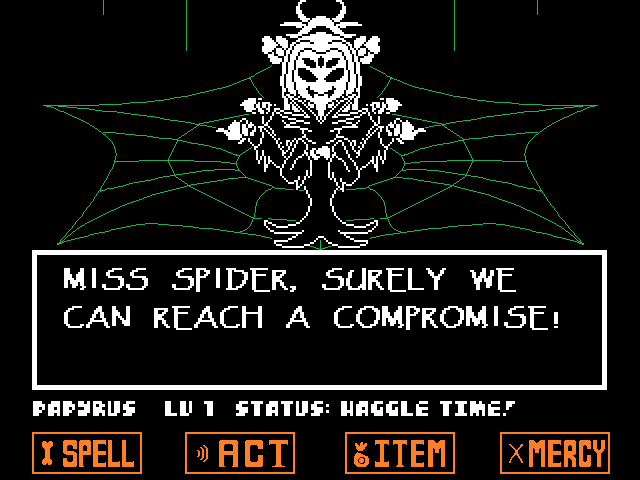 MISS SPIDER, SURELY WE
CAN REACH A COMPROMISE!
PAPYRUS LV 1 STATUS: HAGGLE TIME!
SPELL ACT ITEM MERCY